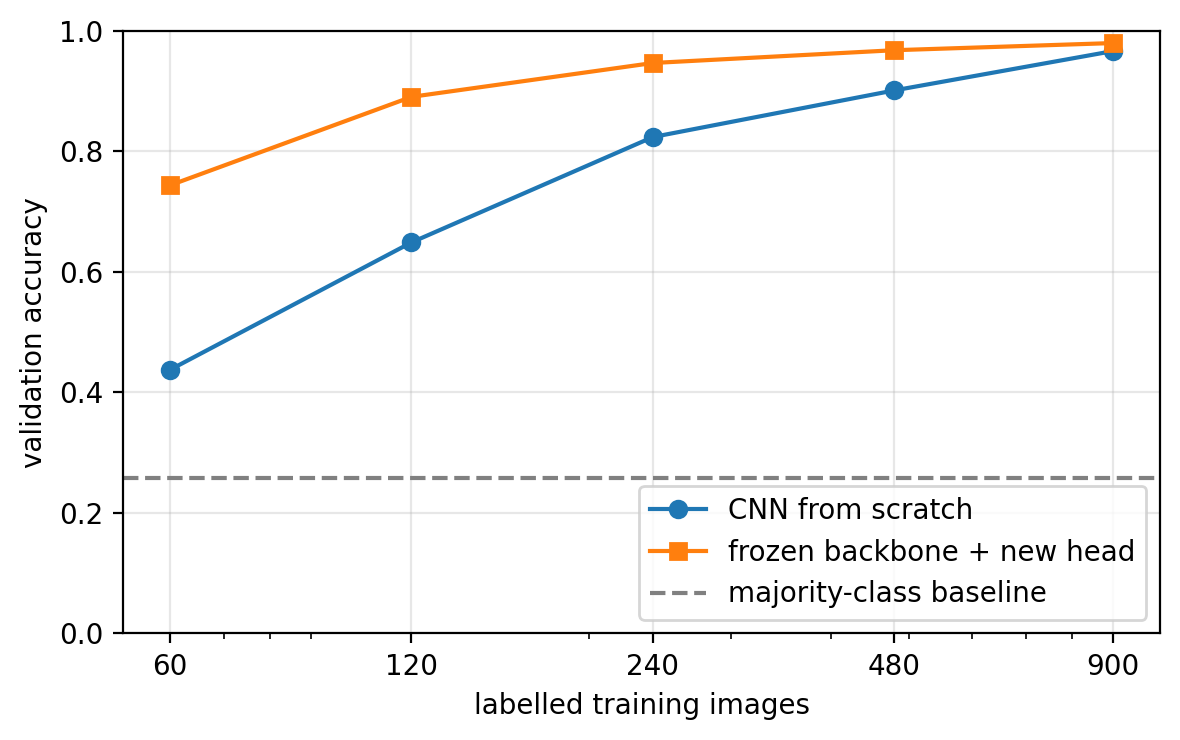 1.0
0.8
0.6
0.4
0.2
0.0
validation accuracy
CNN from scratch
frozen backbone + new head
majority-class baseline
60 120 240 480 900
labelled training images